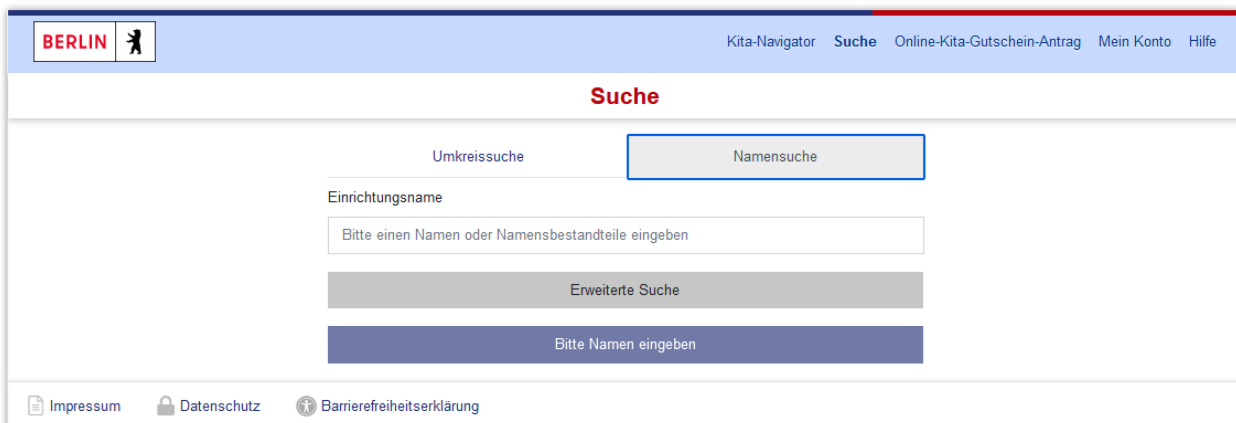 BERLIN
Kita-Navigator Suche Online-Kita-Gutschein-Antrag Mein Konto Hilfe
Suche
Umkreissuche Namensuche
Einrichtungsname
Bitte einen Namen oder Namensbestandteile eingeben
Erweiterte Suche
Bitte Namen eingeben
Impressum Datenschutz Barrierefreiheitserklärung